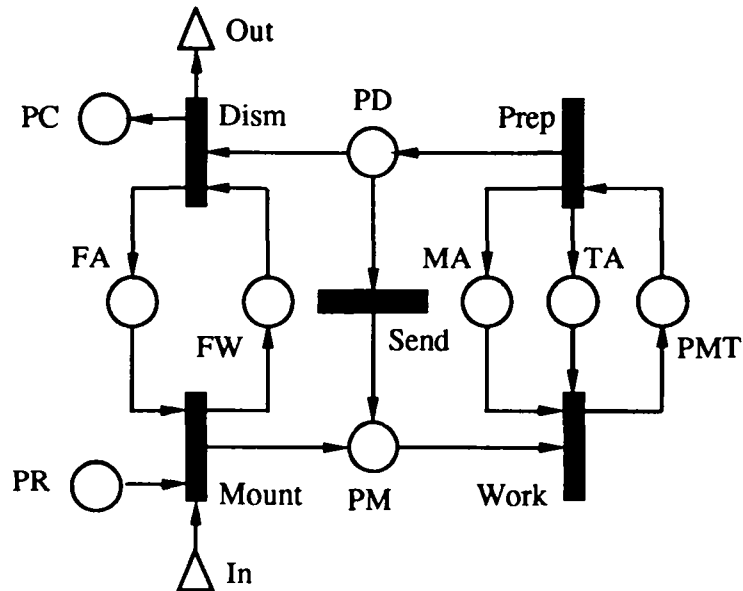 Out
PC
Dism
PD
Prep
FA
MA
TA
FW
Send
PMT
PR
Mount
PM
Work
In